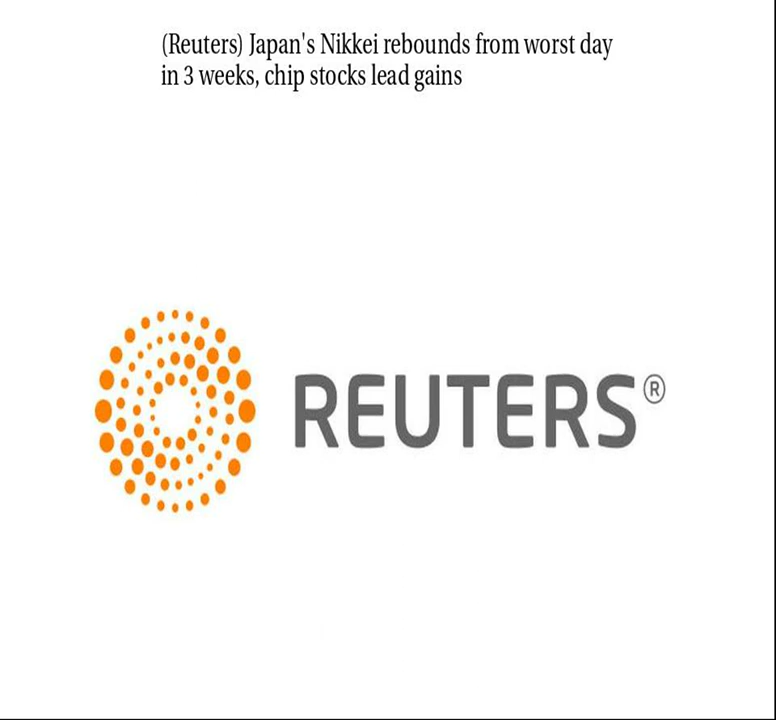 (Reuters) Japan's Nikkei rebounds from worst day
in 3 weeks, chip stocks lead gains
REUTERS®